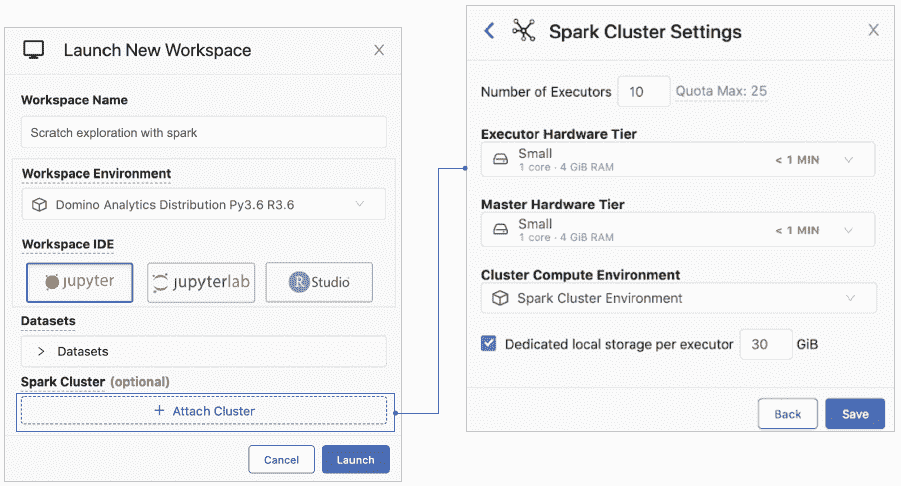 Launch New Workspace
Workspace Name
Scratch exploration with spark
Workspace Environment
Domino Analytics Distribution Py3.6 R3.6
Workspace IDE
jupyter
jupyterlab
R Studio
Datasets
Datasets
Spark Cluster (optional)
+ Attach Cluster
Cancel
Launch
Spark Cluster Settings
Number of Executors 10 Quota Max: 25
Executor Hardware Tier
Small
1 core · 4 GiB RAM
< 1 MIN
Master Hardware Tier
Small
1 core · 4 GiB RAM
< 1 MIN
Cluster Compute Environment
Spark Cluster Environment
Dedicated local storage per executor 30 GiB
Back
Save